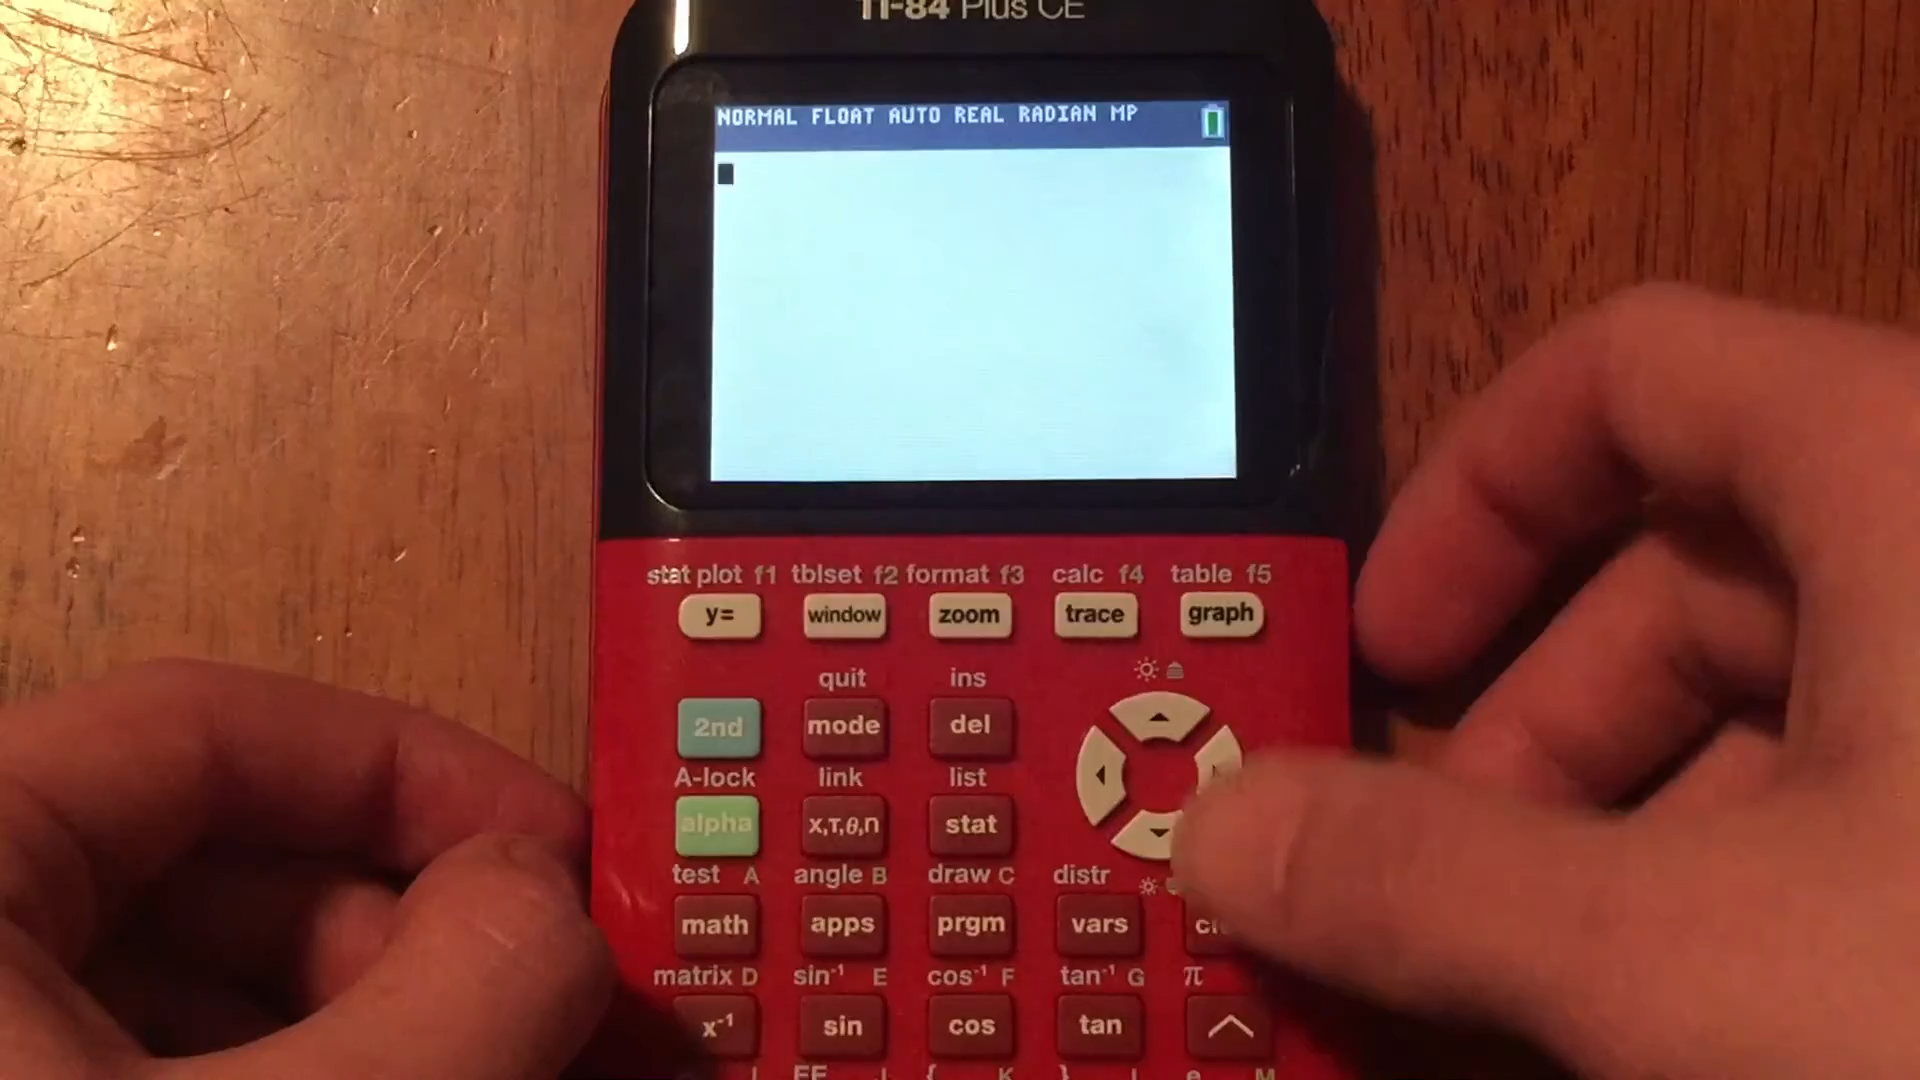 TI-84 Plus CE
NORMAL FLOAT AUTO REAL RADIAN MP
stat plot f1 tblset f2 format f3 calc f4 table f5
y= window zoom trace graph
quit ins
2nd mode del
A-lock link list
alpha x,T,θ,n stat
test A angle B draw C distr
math apps prgm vars
matrix D sin⁻¹ E cos⁻¹ F tan⁻¹ G π
x⁻¹ sin cos tan ^
EE J { K } L e M